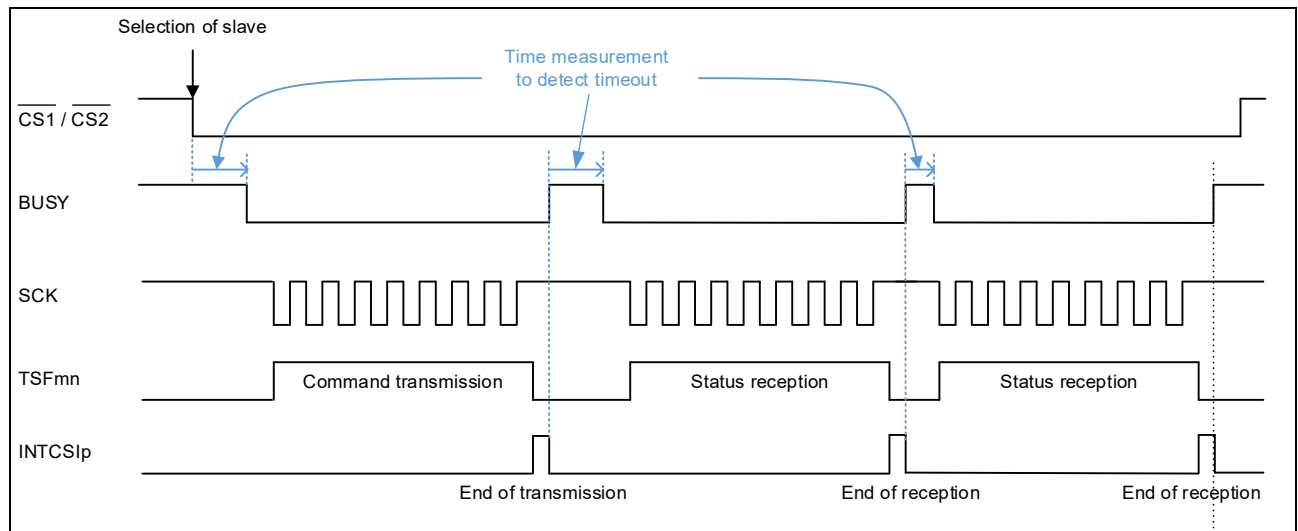 Selection of slave
Time measurement
to detect timeout
CS1 / CS2
BUSY
SCK
TSFmn
Command transmission
Status reception
Status reception
INTCSIp
End of transmission
End of reception
End of reception